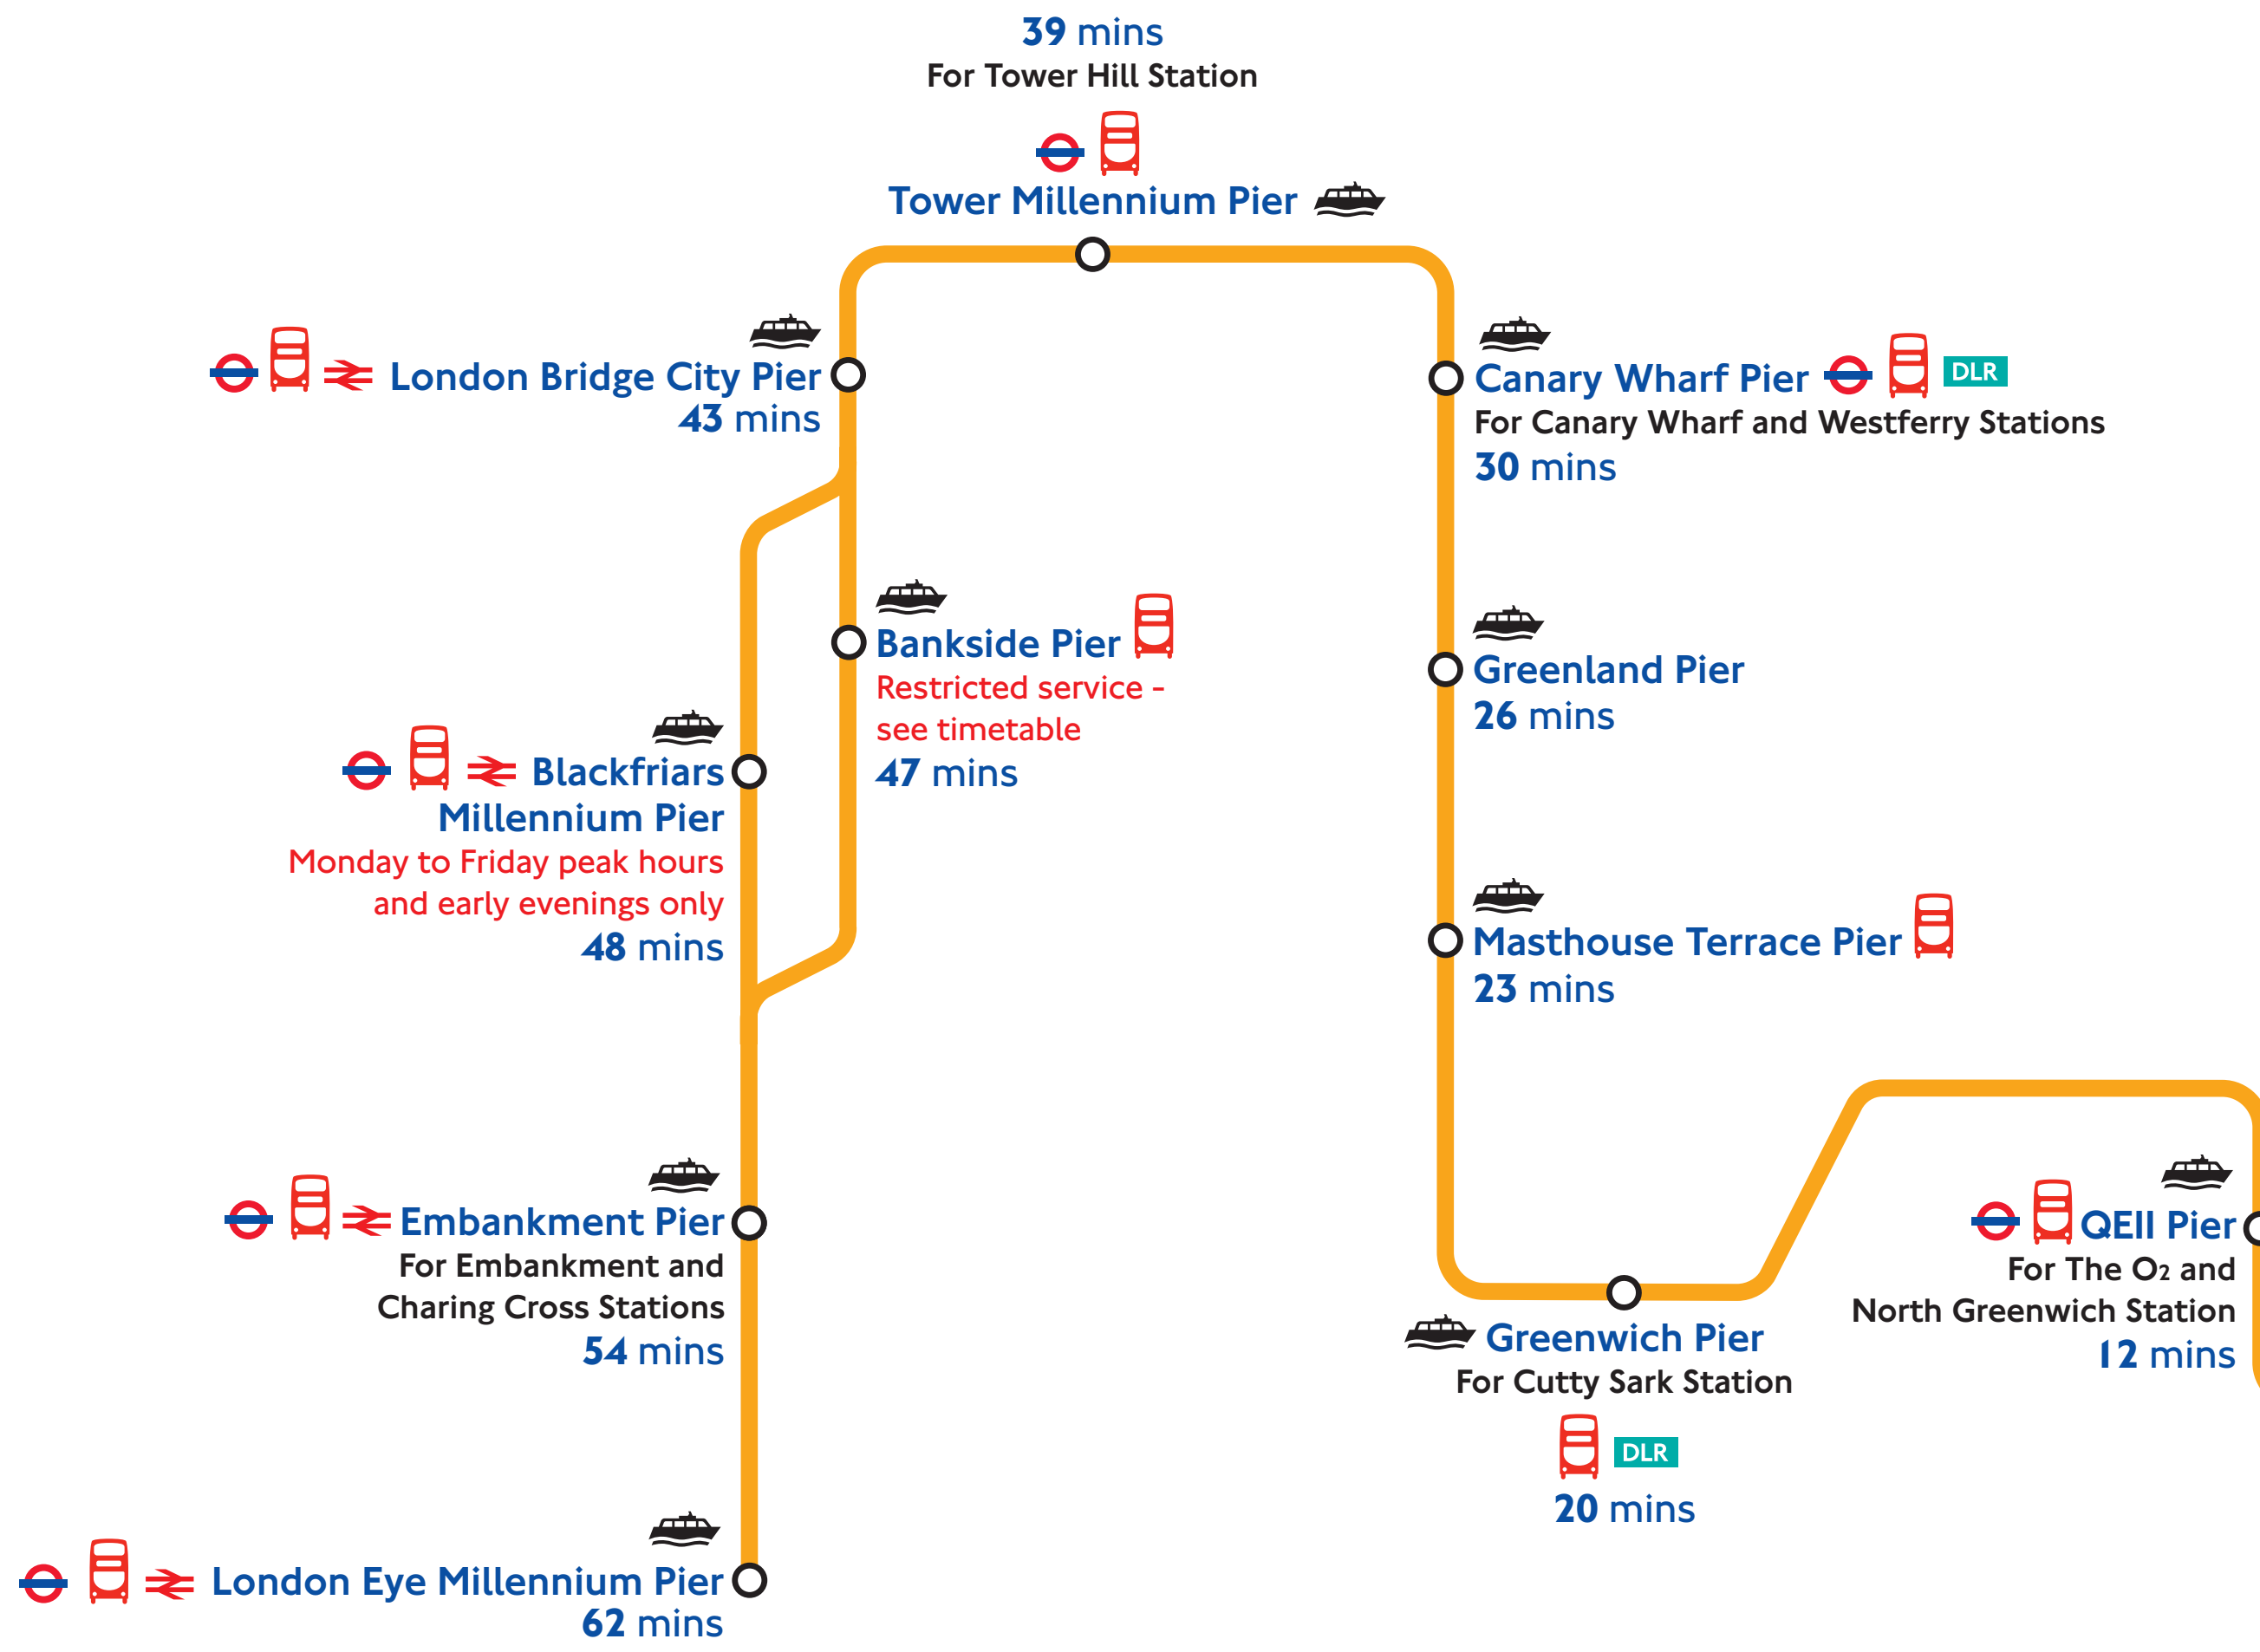 39 mins
For Tower Hill Station
Tower Millennium Pier
London Bridge City Pier
43 mins
Canary Wharf Pier DLR
For Canary Wharf and Westferry Stations
30 mins
Bankside Pier
Restricted service -
see timetable
47 mins
Greenland Pier
26 mins
Blackfriars
Millennium Pier
Monday to Friday peak hours
and early evenings only
48 mins
Masthouse Terrace Pier
23 mins
Embankment Pier
For Embankment and
Charing Cross Stations
54 mins
QEII Pier
For The O2 and
North Greenwich Station
12 mins
Greenwich Pier
For Cutty Sark Station
DLR
20 mins
London Eye Millennium Pier
62 mins